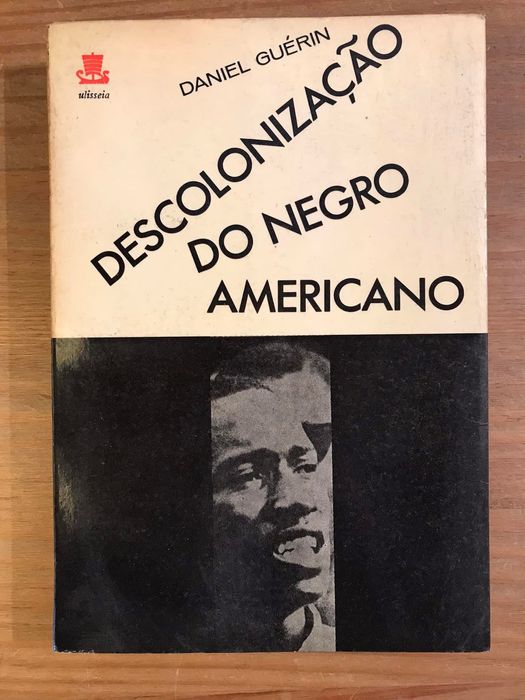 ulisseia
DANIEL GUÉRIN
DESCOLONIZAÇÃO
DO NEGRO
AMERICANO